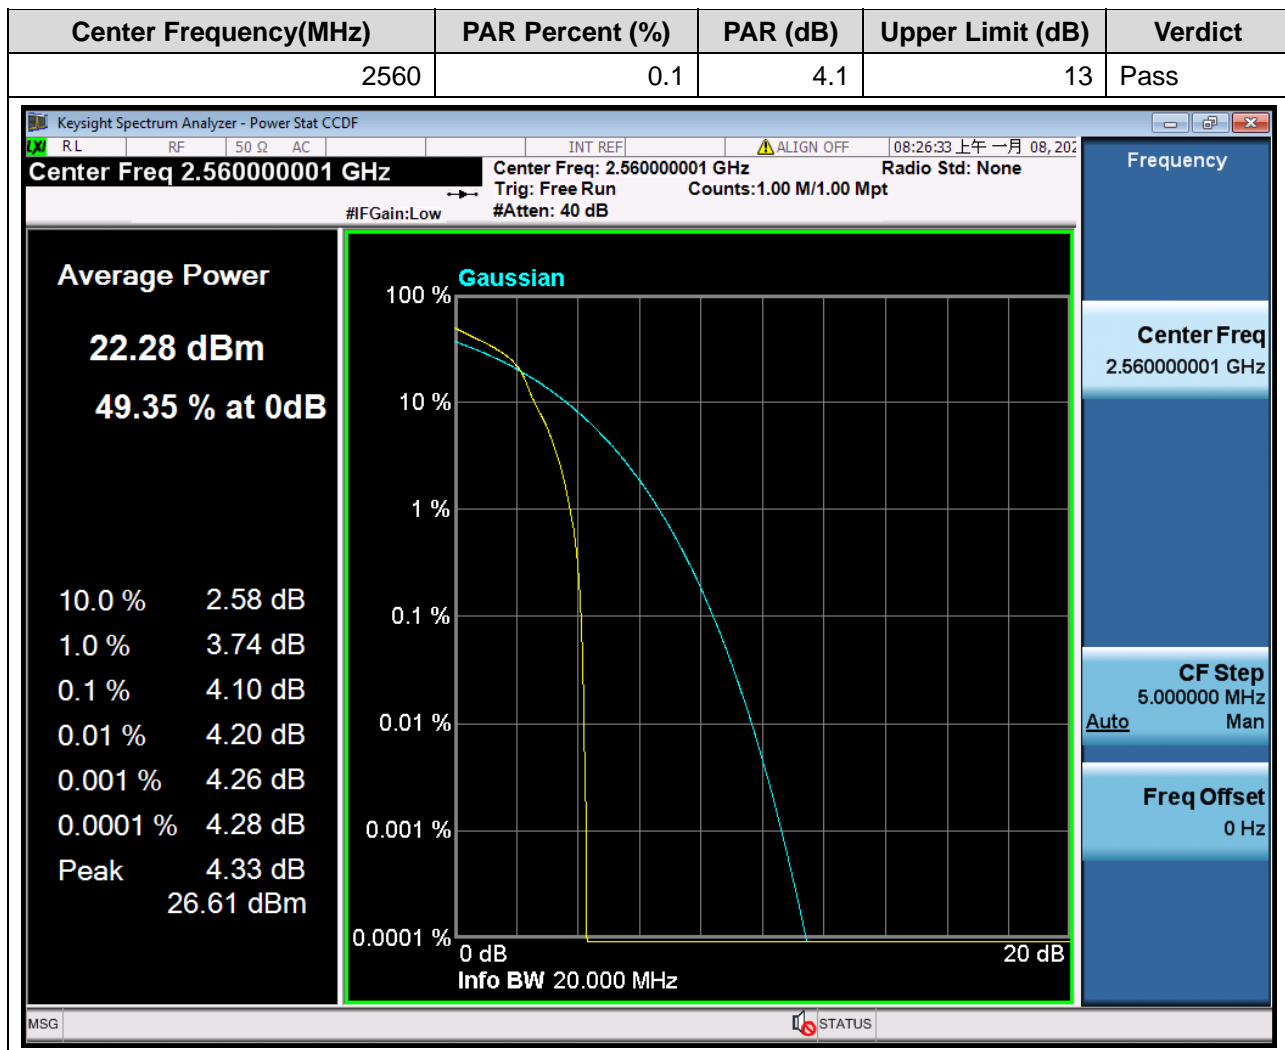 Center Frequency(MHz) PAR Percent (%) PAR (dB) Upper Limit (dB) Verdict
2560 0.1 4.1 13 Pass
Keysight Spectrum Analyzer - Power Stat CCDF
LXI RL RF 50 Ω AC INT REF ALIGN OFF 08:26:33 上午 一月 08, 202
Center Freq 2.560000001 GHz
Center Freq: 2.560000001 GHz Radio Std: None
Trig: Free Run Counts:1.00 M/1.00 Mpt
#IFGain:Low #Atten: 40 dB
Average Power
22.28 dBm
49.35 % at 0dB
10.0 % 2.58 dB
1.0 % 3.74 dB
0.1 % 4.10 dB
0.01 % 4.20 dB
0.001 % 4.26 dB
0.0001 % 4.28 dB
Peak 4.33 dB
26.61 dBm
Gaussian
100 %
10 %
1 %
0.1 %
0.01 %
0.001 %
0.0001 %
0 dB 20 dB
Info BW 20.000 MHz
Frequency
Center Freq
2.560000001 GHz
CF Step
5.000000 MHz
Auto Man
Freq Offset
0 Hz
MSG STATUS